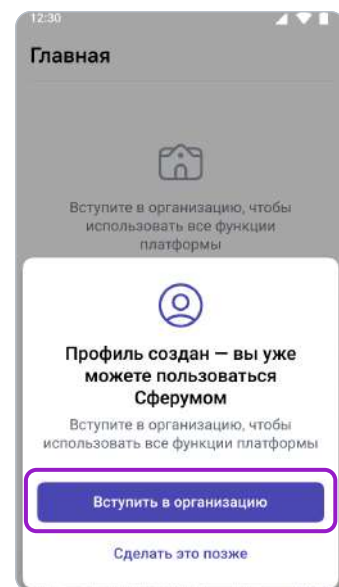 12:30
Главная
Вступите в организацию, чтобы
использовать все функции
платформы
Профиль создан — вы уже
можете пользоваться
Сферумом
Вступите в организацию, чтобы
использовать все функции платформы
Вступить в организацию
Сделать это позже